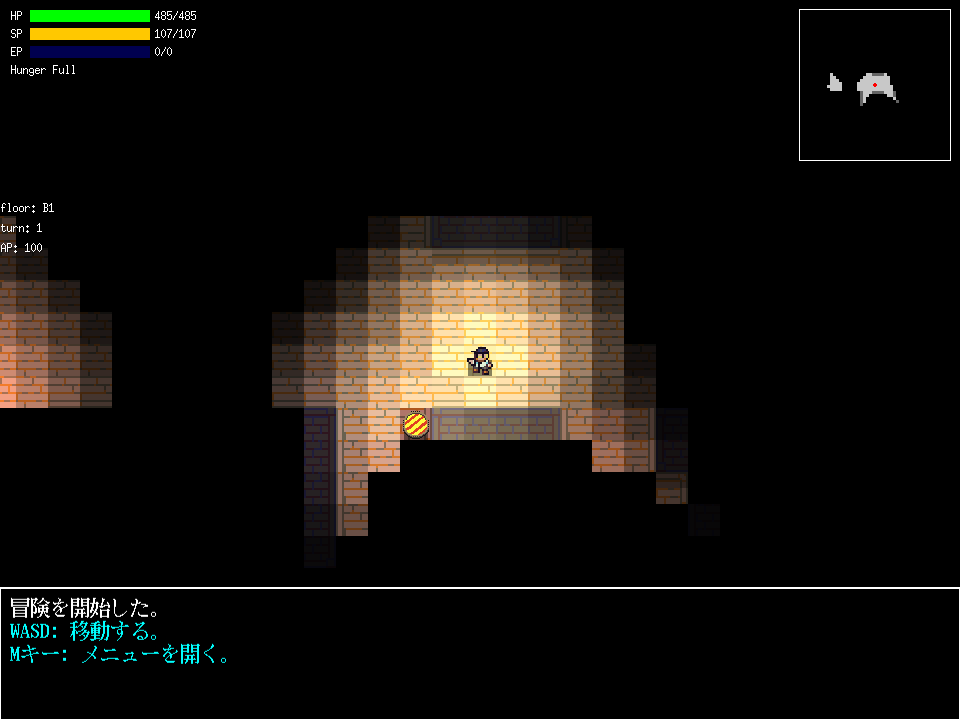 HP 485/485
SP 107/107
EP 0/0
Hunger Full
floor: B1
turn: 1
AP: 100
冒険を開始した。
WASD: 移動する。
Mキー: メニューを開く。